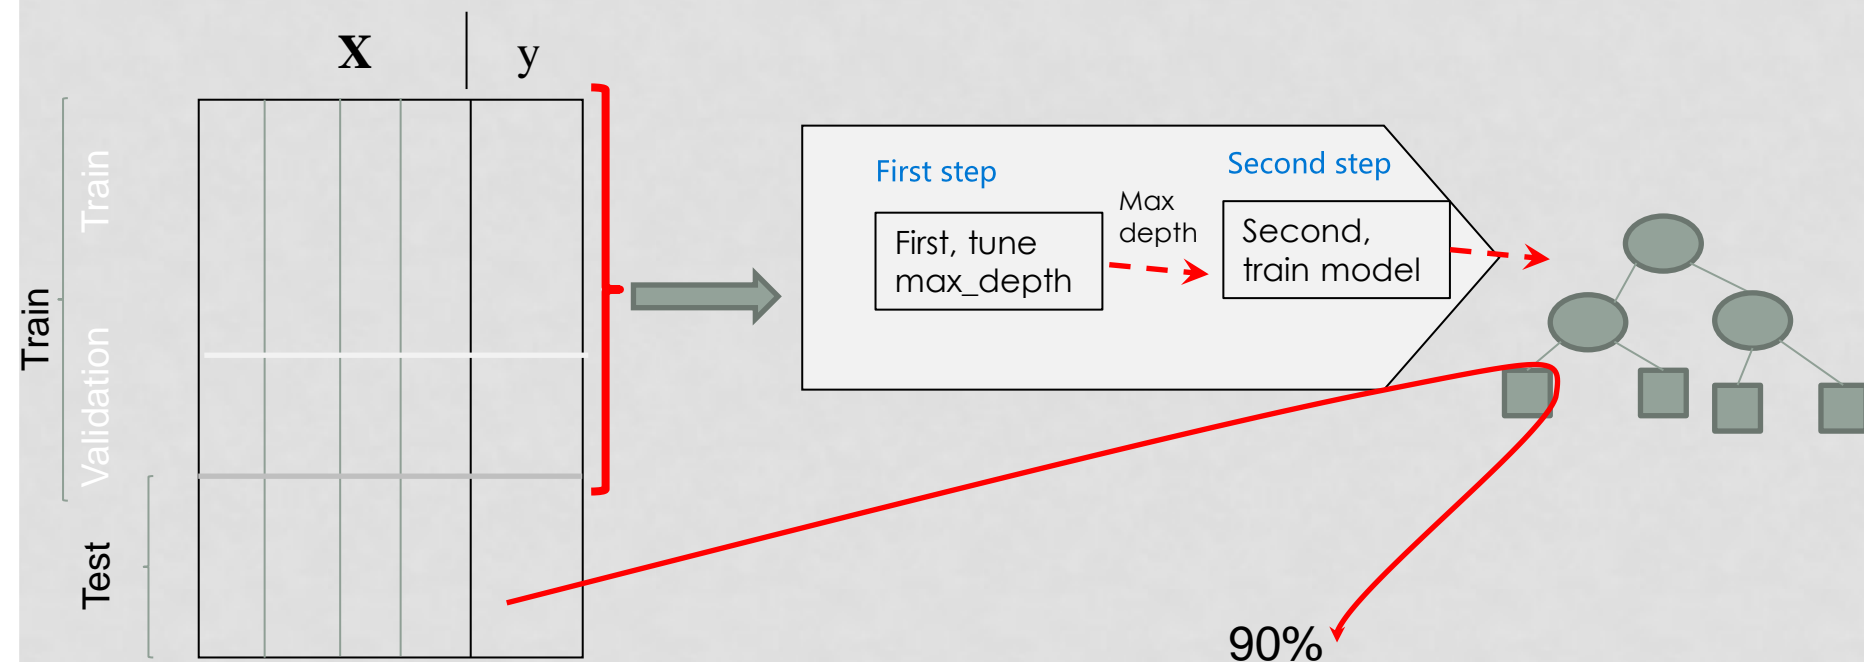 X
y
Train
Train
Validation
Test
First step
First, tune
max_depth
Max
depth
Second step
Second,
train model
90%